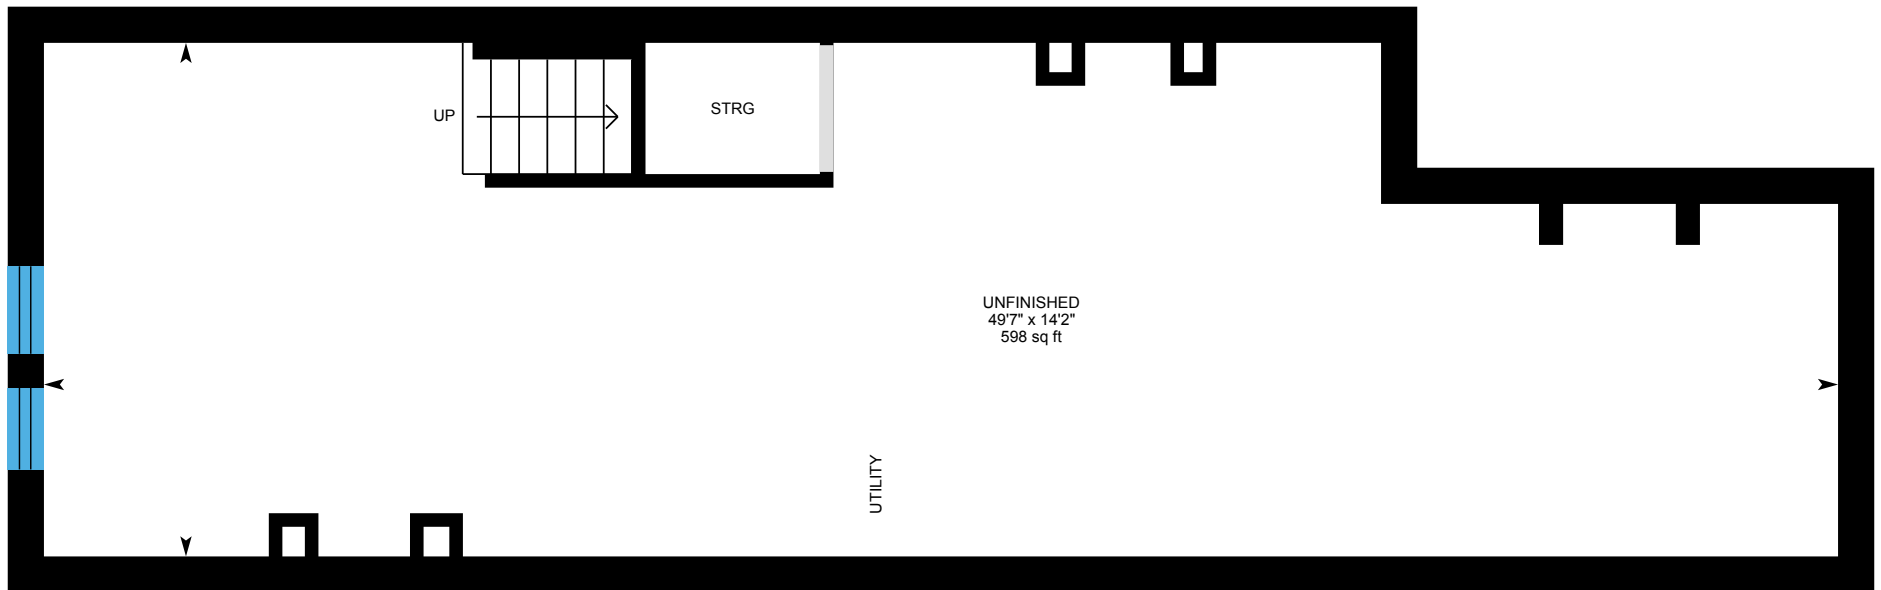 UP
STRG
UNFINISHED
49'7" x 14'2"
598 sq ft
UTILITY